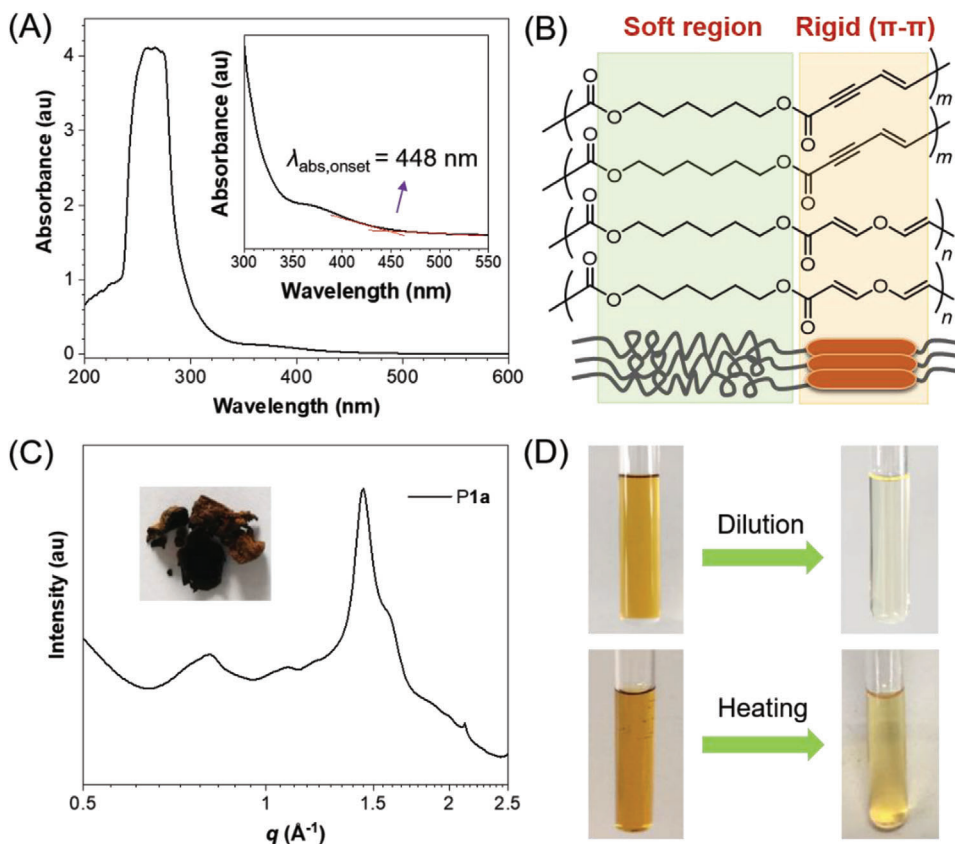 (A)
Absorbance (au)
4
3
2
1
0
200 300 400 500 600
Wavelength (nm)
Absorbance (au)
λabs,onset = 448 nm
300 350 400 450 500 550
Wavelength (nm)
(B)
Soft region Rigid (π-π)
O O O O m
O O O O m
O O O O O n
O O O O O n
(C)
Intensity (au)
P1a
0.5 1 1.5 2 2.5
q (Å-1)
(D)
Dilution
Heating